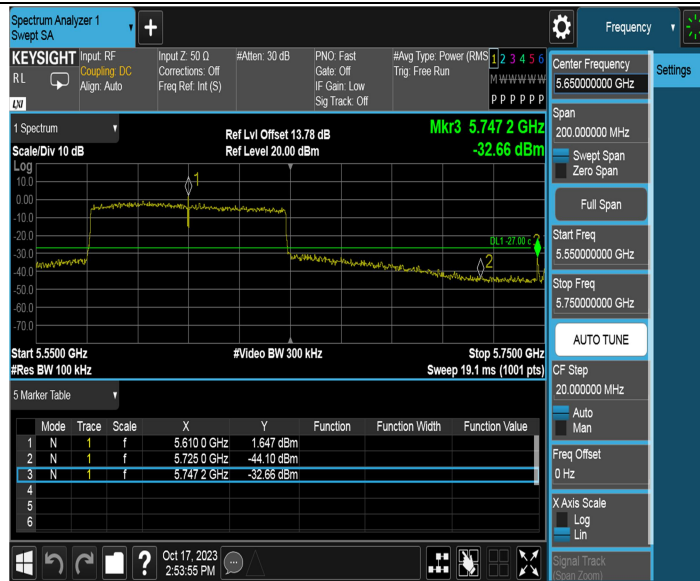 Spectrum Analyzer 1
Swept SA
+
Frequency
KEYSIGHT
RL
LXI
Input: RF
Coupling: DC
Align: Auto
Input Z: 50 Ω
Corrections: Off
Freq Ref: Int (S)
#Atten: 30 dB
PNO: Fast
Gate: Off
IF Gain: Low
Sig Track: Off
#Avg Type: Power (RMS
Trig: Free Run
1 2 3 4 5 6
M W W W W W
P P P P P P
Center Frequency
5.650000000 GHz
Settings
Span
200.000000 MHz
Swept Span
Zero Span
Full Span
Start Freq
5.550000000 GHz
Stop Freq
5.750000000 GHz
AUTO TUNE
CF Step
20.000000 MHz
Auto
Man
Freq Offset
0 Hz
X Axis Scale
Log
Lin
Signal Track
(Span Zoom)
1 Spectrum
Scale/Div 10 dB
Ref Lvl Offset 13.78 dB
Ref Level 20.00 dBm
Mkr3 5.747 2 GHz
-32.66 dBm
Log
10.0
0.00
-10.0
-20.0
-30.0
-40.0
-50.0
-60.0
-70.0
1
2
DL1 -27.00
Start 5.5500 GHz
#Res BW 100 kHz
#Video BW 300 kHz
Stop 5.7500 GHz
Sweep 19.1 ms (1001 pts)
5 Marker Table
Mode Trace Scale X Y Function Function Width Function Value
1 N 1 f 5.610 0 GHz 1.647 dBm
2 N 1 f 5.725 0 GHz -44.10 dBm
3 N 1 f 5.747 2 GHz -32.66 dBm
4
5
6
?
Oct 17, 2023
2:53:55 PM